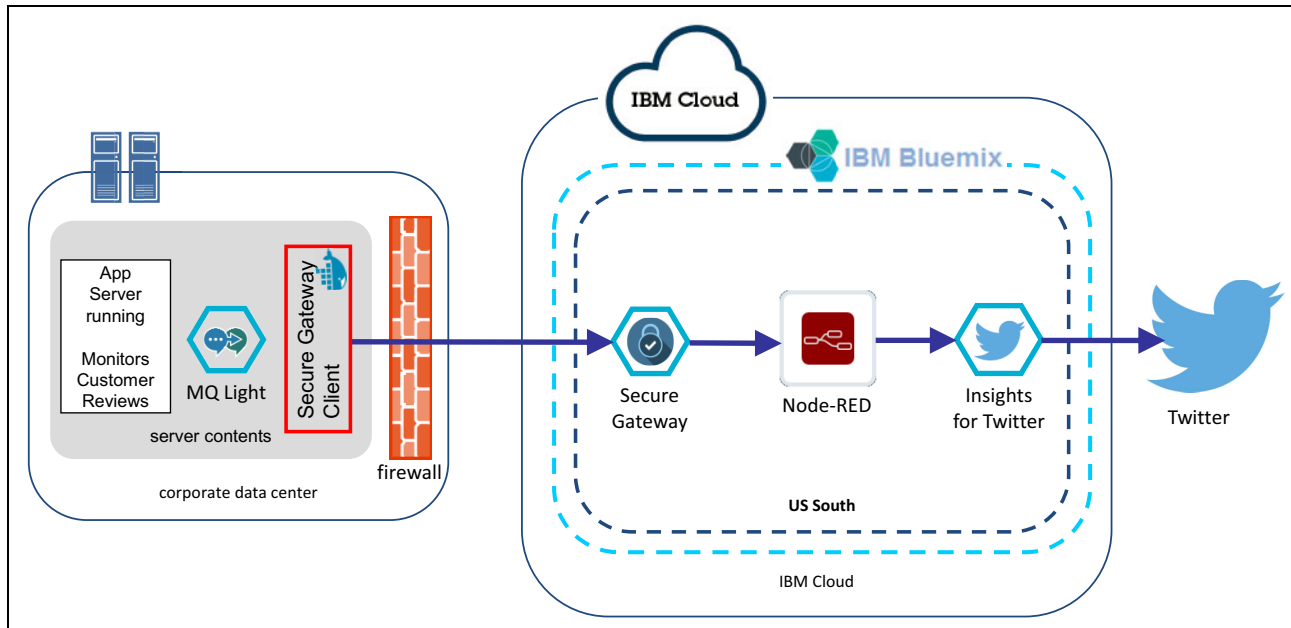 IBM Cloud
IBM Bluemix
App
Server
running
Monitors
Customer
Reviews
MQ Light
Secure Gateway
Client
server contents
firewall
corporate data center
Secure
Gateway
Node-RED
Insights
for Twitter
Twitter
US South
IBM Cloud